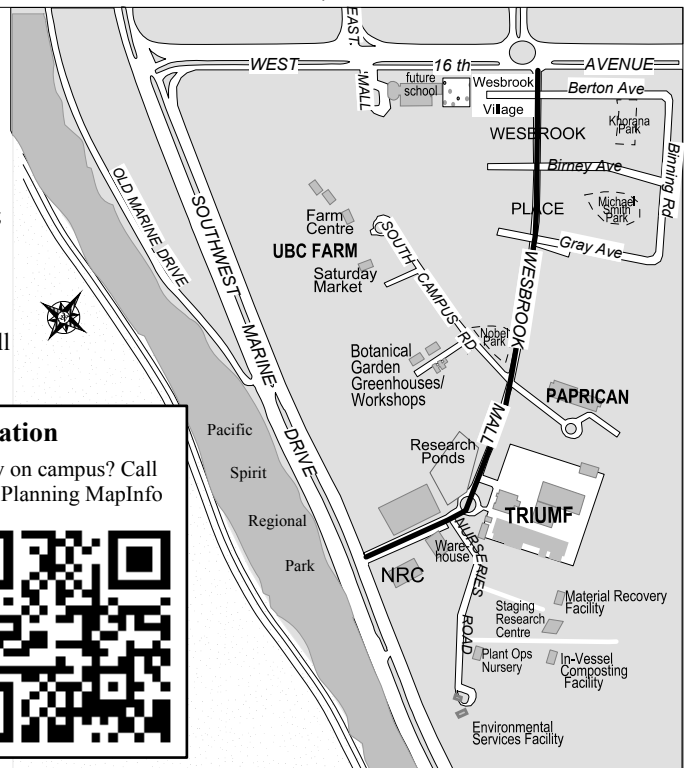 EAST
MALL
WEST
16 th
AVENUE
future
school
Wesbrook
Village
Berton Ave
WESBROOK
Khorana
Park
Birney Ave
Binning Rd
PLACE
Michael
Smith
Park
Gray Ave
OLD MARINE DRIVE
SOUTHWEST MARINE DRIVE
Farm
Centre
UBC FARM
Saturday
Market
SOUTH CAMPUS RD
WESBROOK MALL
Nobel
Park
Botanical
Garden
Greenhouses/
Workshops
PAPRICAN
Research
Ponds
TRIUMF
Pacific
Spirit
Regional
Park
NURSERIES ROAD
Ware-
house
NRC
Staging
Research
Centre
Material Recovery
Facility
Plant Ops
Nursery
In-Vessel
Composting
Facility
Environmental
Services Facility
on campus? Call
Planning MapInfo